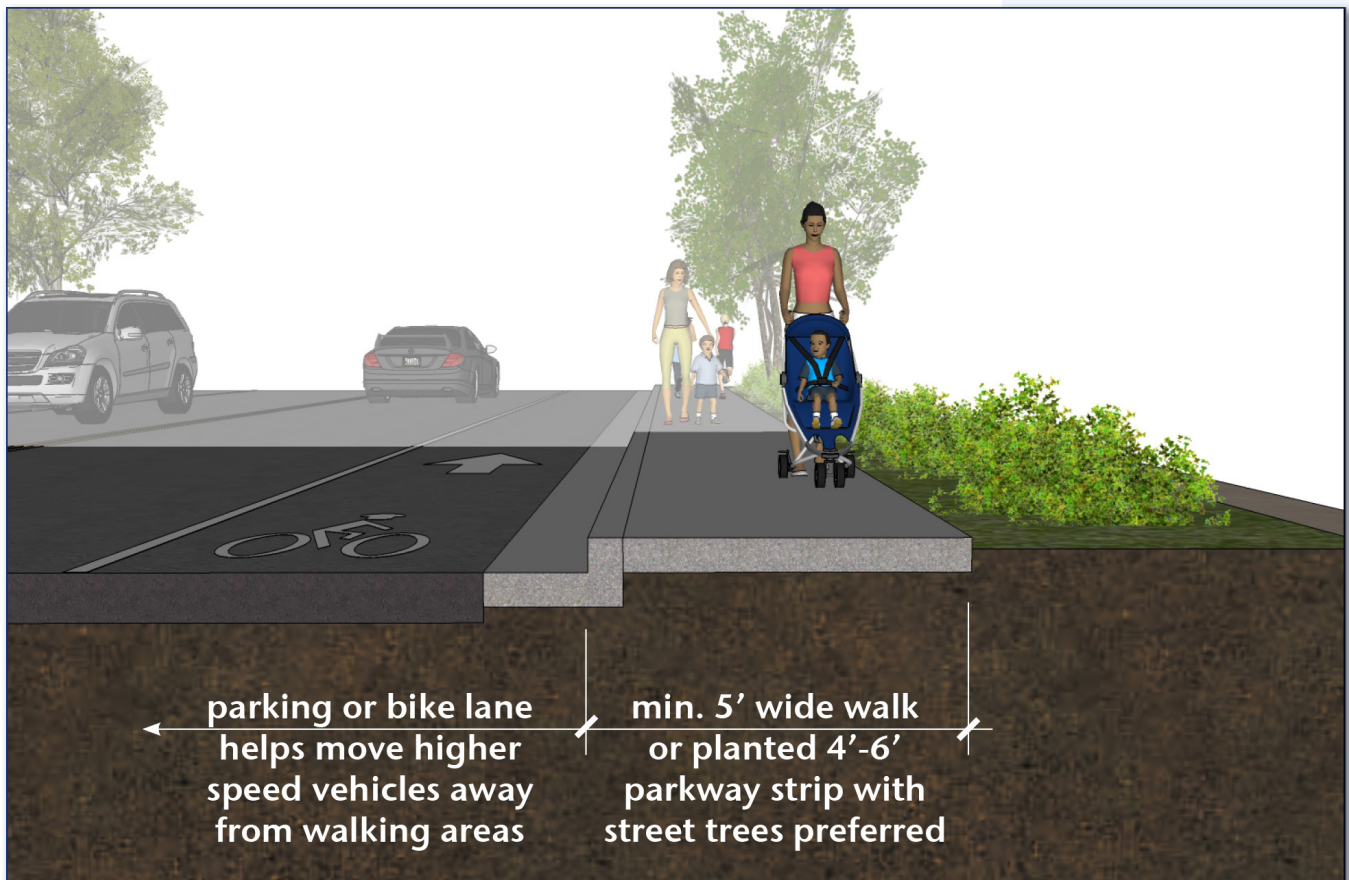 parking or bike lane
helps move higher
speed vehicles away
from walking areas
min. 5’ wide walk
or planted 4’-6’
parkway strip with
street trees preferred